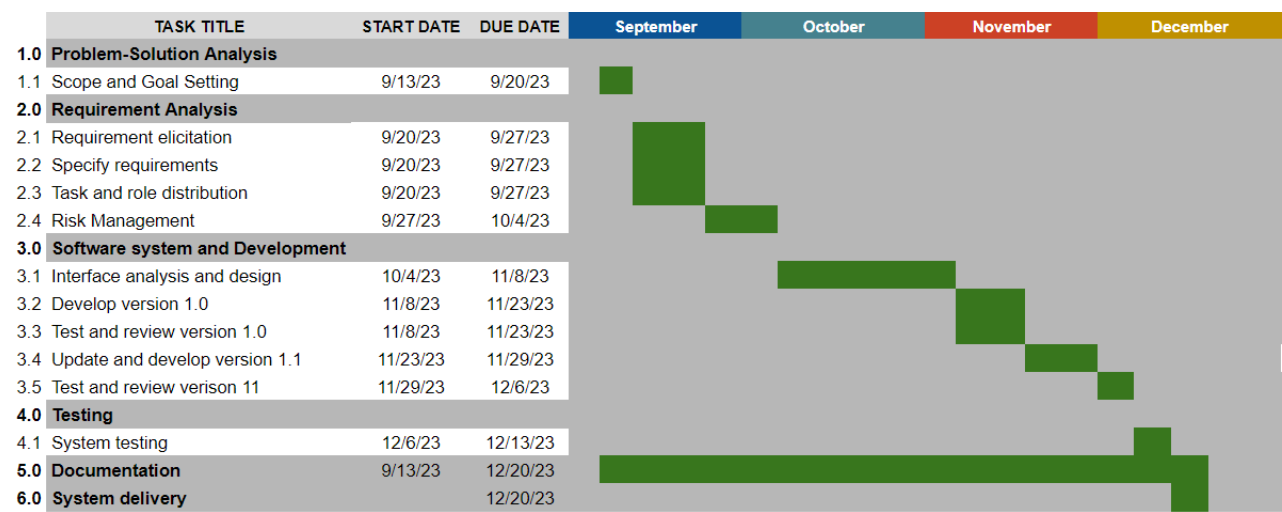 TASK TITLE START DATE DUE DATE September October November December
1.0 Problem-Solution Analysis
1.1 Scope and Goal Setting 9/13/23 9/20/23
2.0 Requirement Analysis
2.1 Requirement elicitation 9/20/23 9/27/23
2.2 Specify requirements 9/20/23 9/27/23
2.3 Task and role distribution 9/20/23 9/27/23
2.4 Risk Management 9/27/23 10/4/23
3.0 Software system and Development
3.1 Interface analysis and design 10/4/23 11/8/23
3.2 Develop version 1.0 11/8/23 11/23/23
3.3 Test and review version 1.0 11/8/23 11/23/23
3.4 Update and develop version 1.1 11/23/23 11/29/23
3.5 Test and review verison 11 11/29/23 12/6/23
4.0 Testing
4.1 System testing 12/6/23 12/13/23
5.0 Documentation 9/13/23 12/20/23
6.0 System delivery 12/20/23